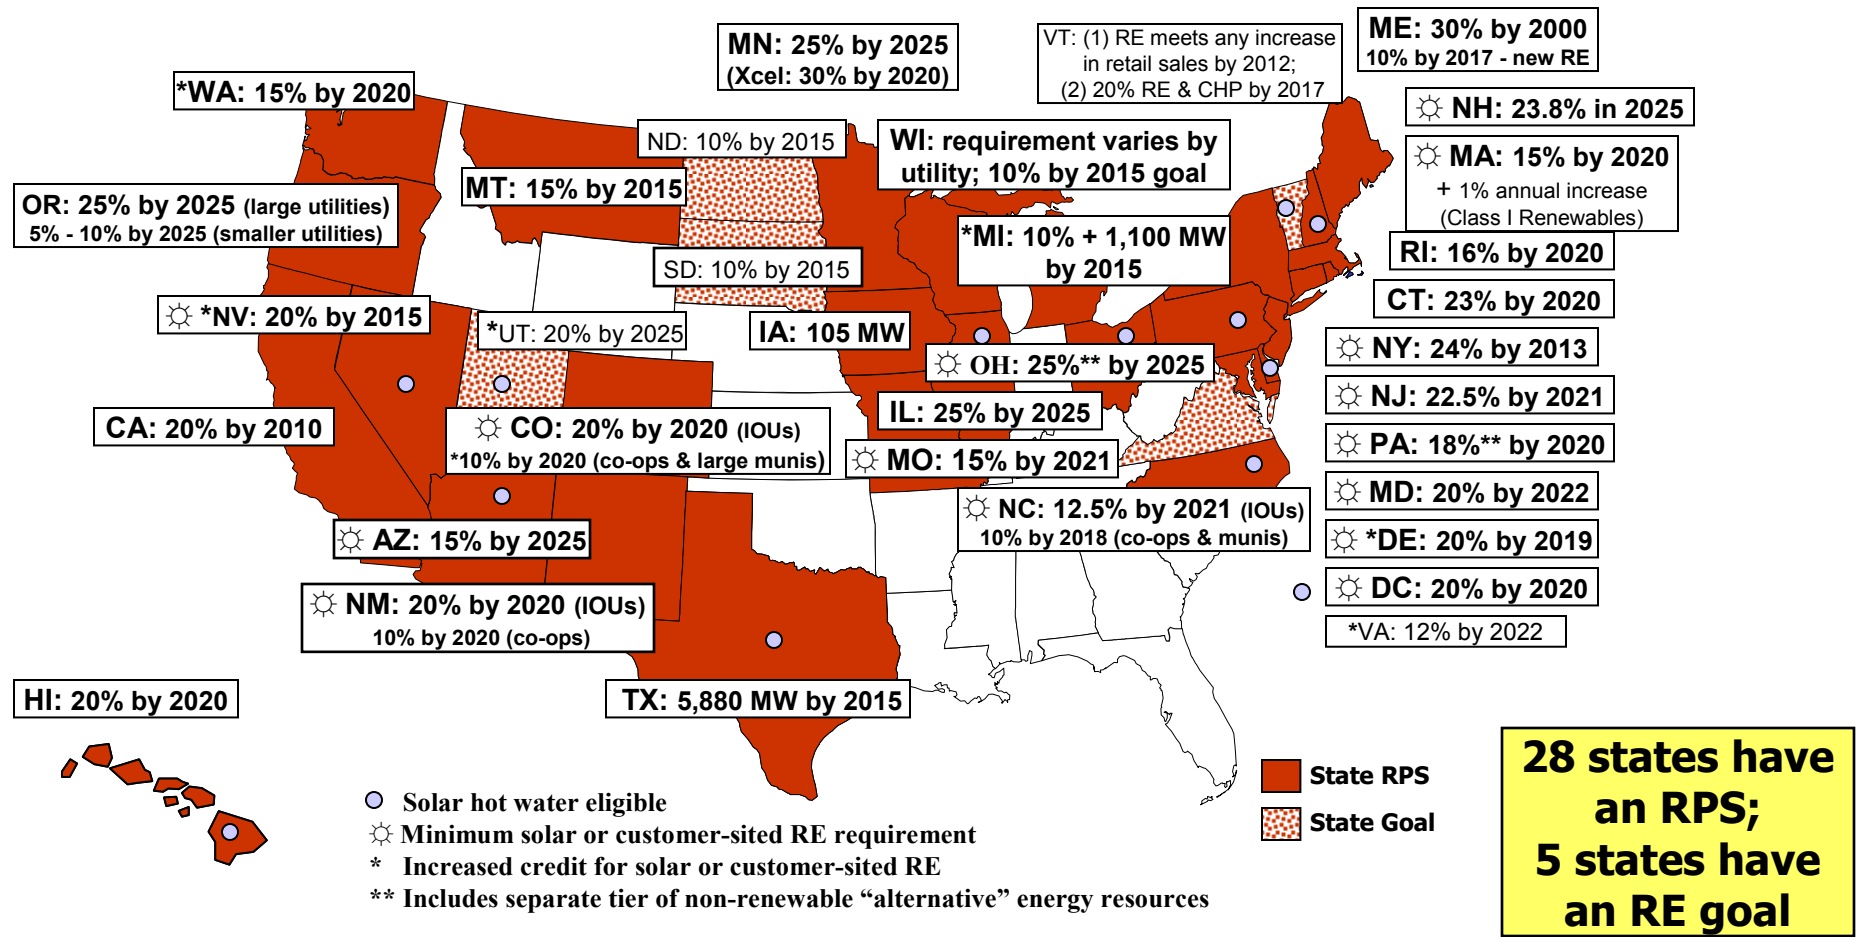 MN: 25% by 2025
(Xcel: 30% by 2020)
VT: (1) RE meets any increase
in retail sales by 2012;
(2) 20% RE & CHP by 2017
ME: 30% by 2000
10% by 2017 - new RE
*WA: 15% by 2020
☼ NH: 23.8% in 2025
ND: 10% by 2015
WI: requirement varies by
utility; 10% by 2015 goal
☼ MA: 15% by 2020
+ 1% annual increase
(Class I Renewables)
MT: 15% by 2015
OR: 25% by 2025 (large utilities)
5% - 10% by 2025 (smaller utilities)
*MI: 10% + 1,100 MW
by 2015
RI: 16% by 2020
SD: 10% by 2015
CT: 23% by 2020
☼ *NV: 20% by 2015
*UT: 20% by 2025
IA: 105 MW
☼ OH: 25%** by 2025
☼ NY: 24% by 2013
☼ NJ: 22.5% by 2021
CA: 20% by 2010
☼ CO: 20% by 2020 (IOUs)
*10% by 2020 (co-ops & large munis)
IL: 25% by 2025
☼ PA: 18%** by 2020
☼ MO: 15% by 2021
☼ MD: 20% by 2022
☼ NC: 12.5% by 2021 (IOUs)
10% by 2018 (co-ops & munis)
☼ AZ: 15% by 2025
☼ *DE: 20% by 2019
☼ DC: 20% by 2020
☼ NM: 20% by 2020 (IOUs)
10% by 2020 (co-ops)
*VA: 12% by 2022
HI: 20% by 2020
TX: 5,880 MW by 2015
State RPS
State Goal
Solar hot water eligible
☼ Minimum solar or customer-sited RE requirement
* Increased credit for solar or customer-sited RE
** Includes separate tier of non-renewable “alternative” energy resources
28 states have
an RPS;
5 states have
an RE goal